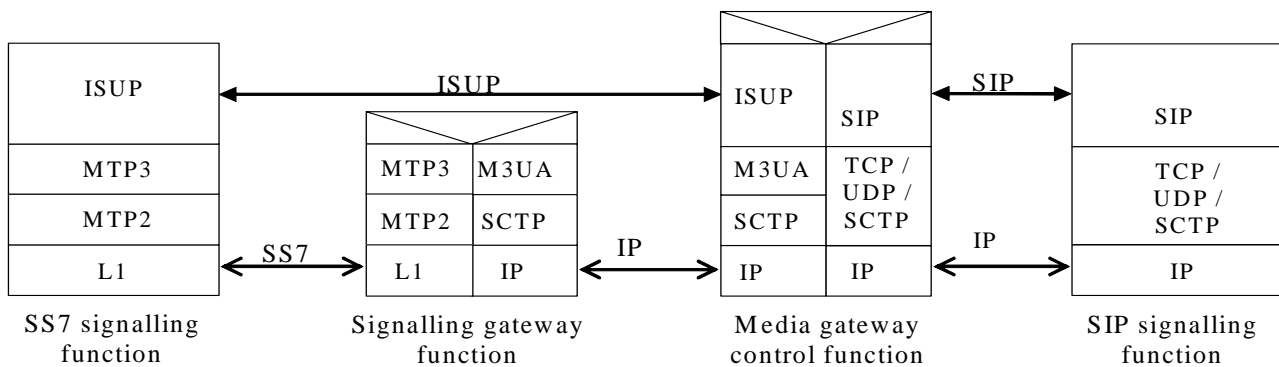 ISUP
MTP3
MTP2
L1
SS7 signalling
function
ISUP
SS7
MTP3
M3UA
MTP2
SCTP
L1
IP
Signalling gateway
function
IP
ISUP
SIP
M3UA
TCP /
UDP /
SCTP
SCTP
IP
IP
Media gateway
control function
SIP
IP
SIP
TCP /
UDP /
SCTP
IP
SIP signalling
function